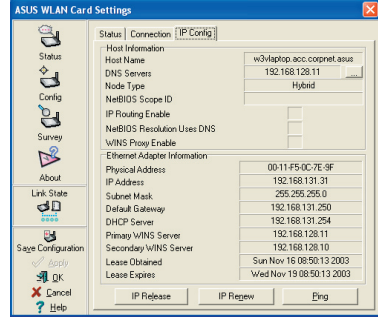 ASUS WLAN Card Settings
Status
Config
Survey
About
Link State
Save Configuration
Apply
OK
Cancel
Help
Status Connection IP Config
Host Information
Host Name w3vlaptop.acc.corpnet.asus
DNS Servers 192.168.128.11 ...
Node Type Hybrid
NetBIOS Scope ID
IP Routing Enable
NetBIOS Resolution Uses DNS
WINS Proxy Enable
Ethernet Adapter Information
Physical Address 00-11-F5-0C-7E-9F
IP Address 192.168.131.31
Subnet Mask 255.255.255.0
Default Gateway 192.168.131.250
DHCP Server 192.168.131.254
Primary WINS Server 192.168.128.11
Secondary WINS Server 192.168.128.10
Lease Obtained Sun Nov 16 08:50:13 2003
Lease Expires Wed Nov 19 08:50:13 2003
IP Release IP Renew Ping